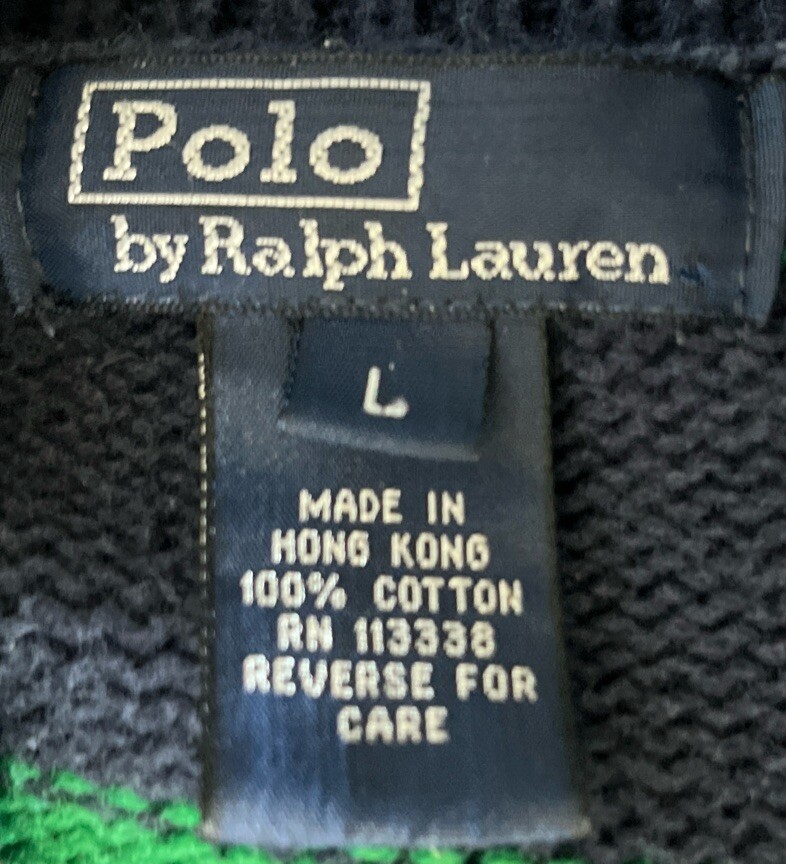 Polo
by Ralph Lauren
L
MADE IN
HONG KONG
100% COTTON
RN 113338
REVERSE FOR
CARE